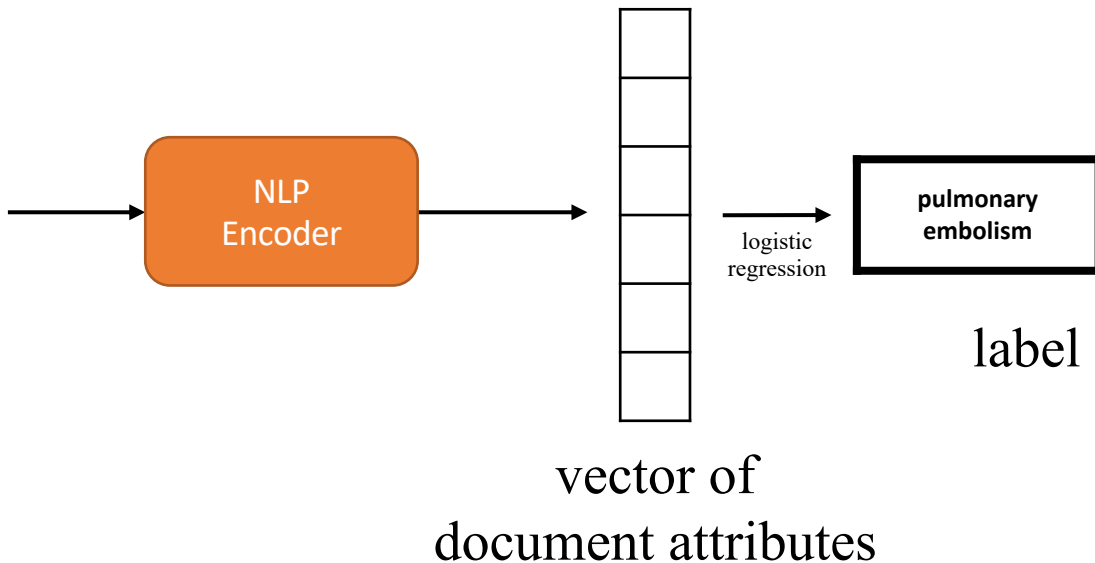 NLP
Encoder
logistic
regression
pulmonary
embolism
label
vector of
document attributes